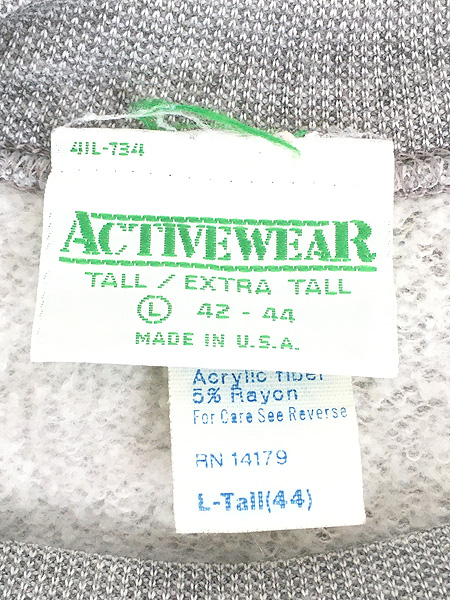 41L-734
ACTIVEWEAR
TALL / EXTRA TALL
L 42 - 44
MADE IN U.S.A.
Acrylic fiber
5% Rayon
For Care See Reverse
RN 14179
L-Tall(44)